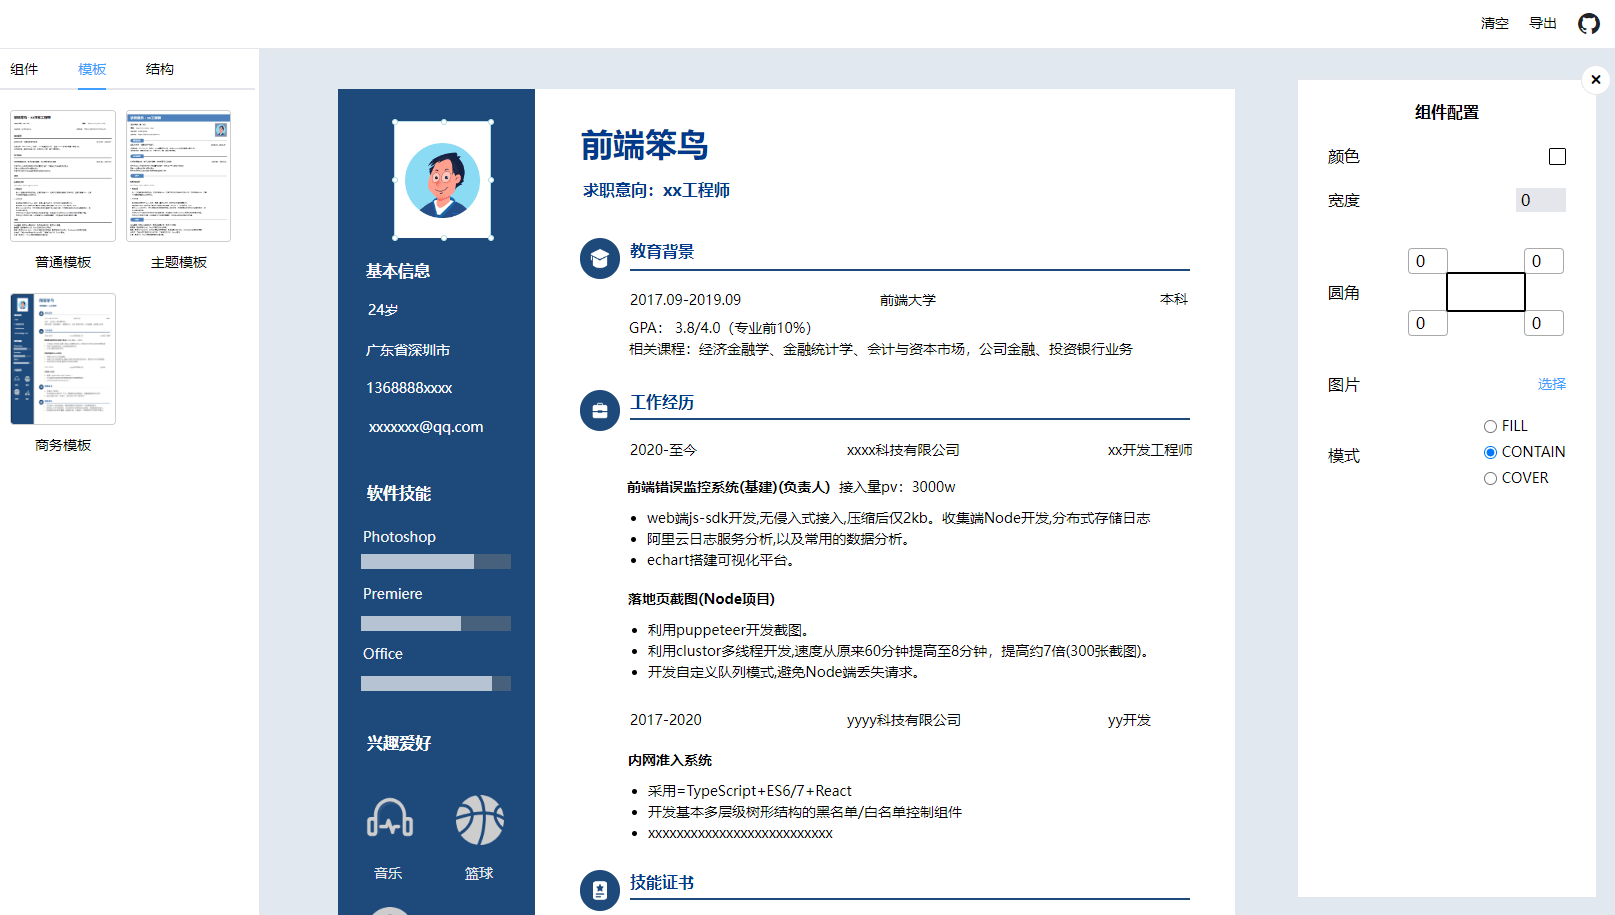 清空 导出
组件 模板 结构
普通模板 主题模板
商务模板
基本信息
24岁
广东省深圳市
1368888xxxx
xxxxxxx@qq.com
软件技能
Photoshop
Premiere
Office
兴趣爱好
音乐 篮球
前端笨鸟
求职意向：xx工程师
教育背景
2017.09-2019.09 前端大学 本科
GPA： 3.8/4.0（专业前10%）
相关课程：经济金融学、金融统计学、会计与资本市场，公司金融、投资银行业务
工作经历
2020-至今 xxxx科技有限公司 xx开发工程师
前端错误监控系统(基建)(负责人) 接入量pv：3000w
• web端js-sdk开发,无侵入式接入,压缩后仅2kb。收集端Node开发,分布式存储日志
• 阿里云日志服务分析,以及常用的数据分析。
• echart搭建可视化平台。
落地页截图(Node项目)
• 利用puppeteer开发截图。
• 利用clustor多线程开发,速度从原来60分钟提高至8分钟，提高约7倍(300张截图)。
• 开发自定义队列模式,避免Node端丢失请求。
2017-2020 yyyy科技有限公司 yy开发
内网准入系统
• 采用=TypeScript+ES6/7+React
• 开发基本多层级树形结构的黑名单/白名单控制组件
• xxxxxxxxxxxxxxxxxxxxxxxxxx
技能证书
组件配置
颜色
宽度 0
0 0
圆角
0 0
图片 选择
FILL
模式 CONTAIN
COVER